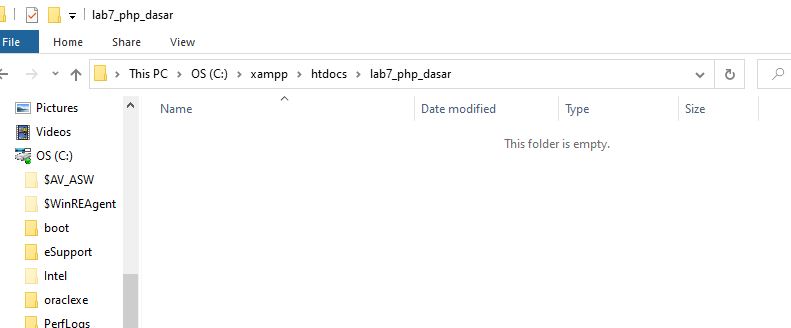 lab7_php_dasar
File Home Share View
This PC > OS (C:) > xampp > htdocs > lab7_php_dasar
Name Date modified Type Size
This folder is empty.
Pictures
Videos
OS (C:)
$AV_ASW
$WinREAgent
boot
eSupport
Intel
oraclexe
PerfLogs